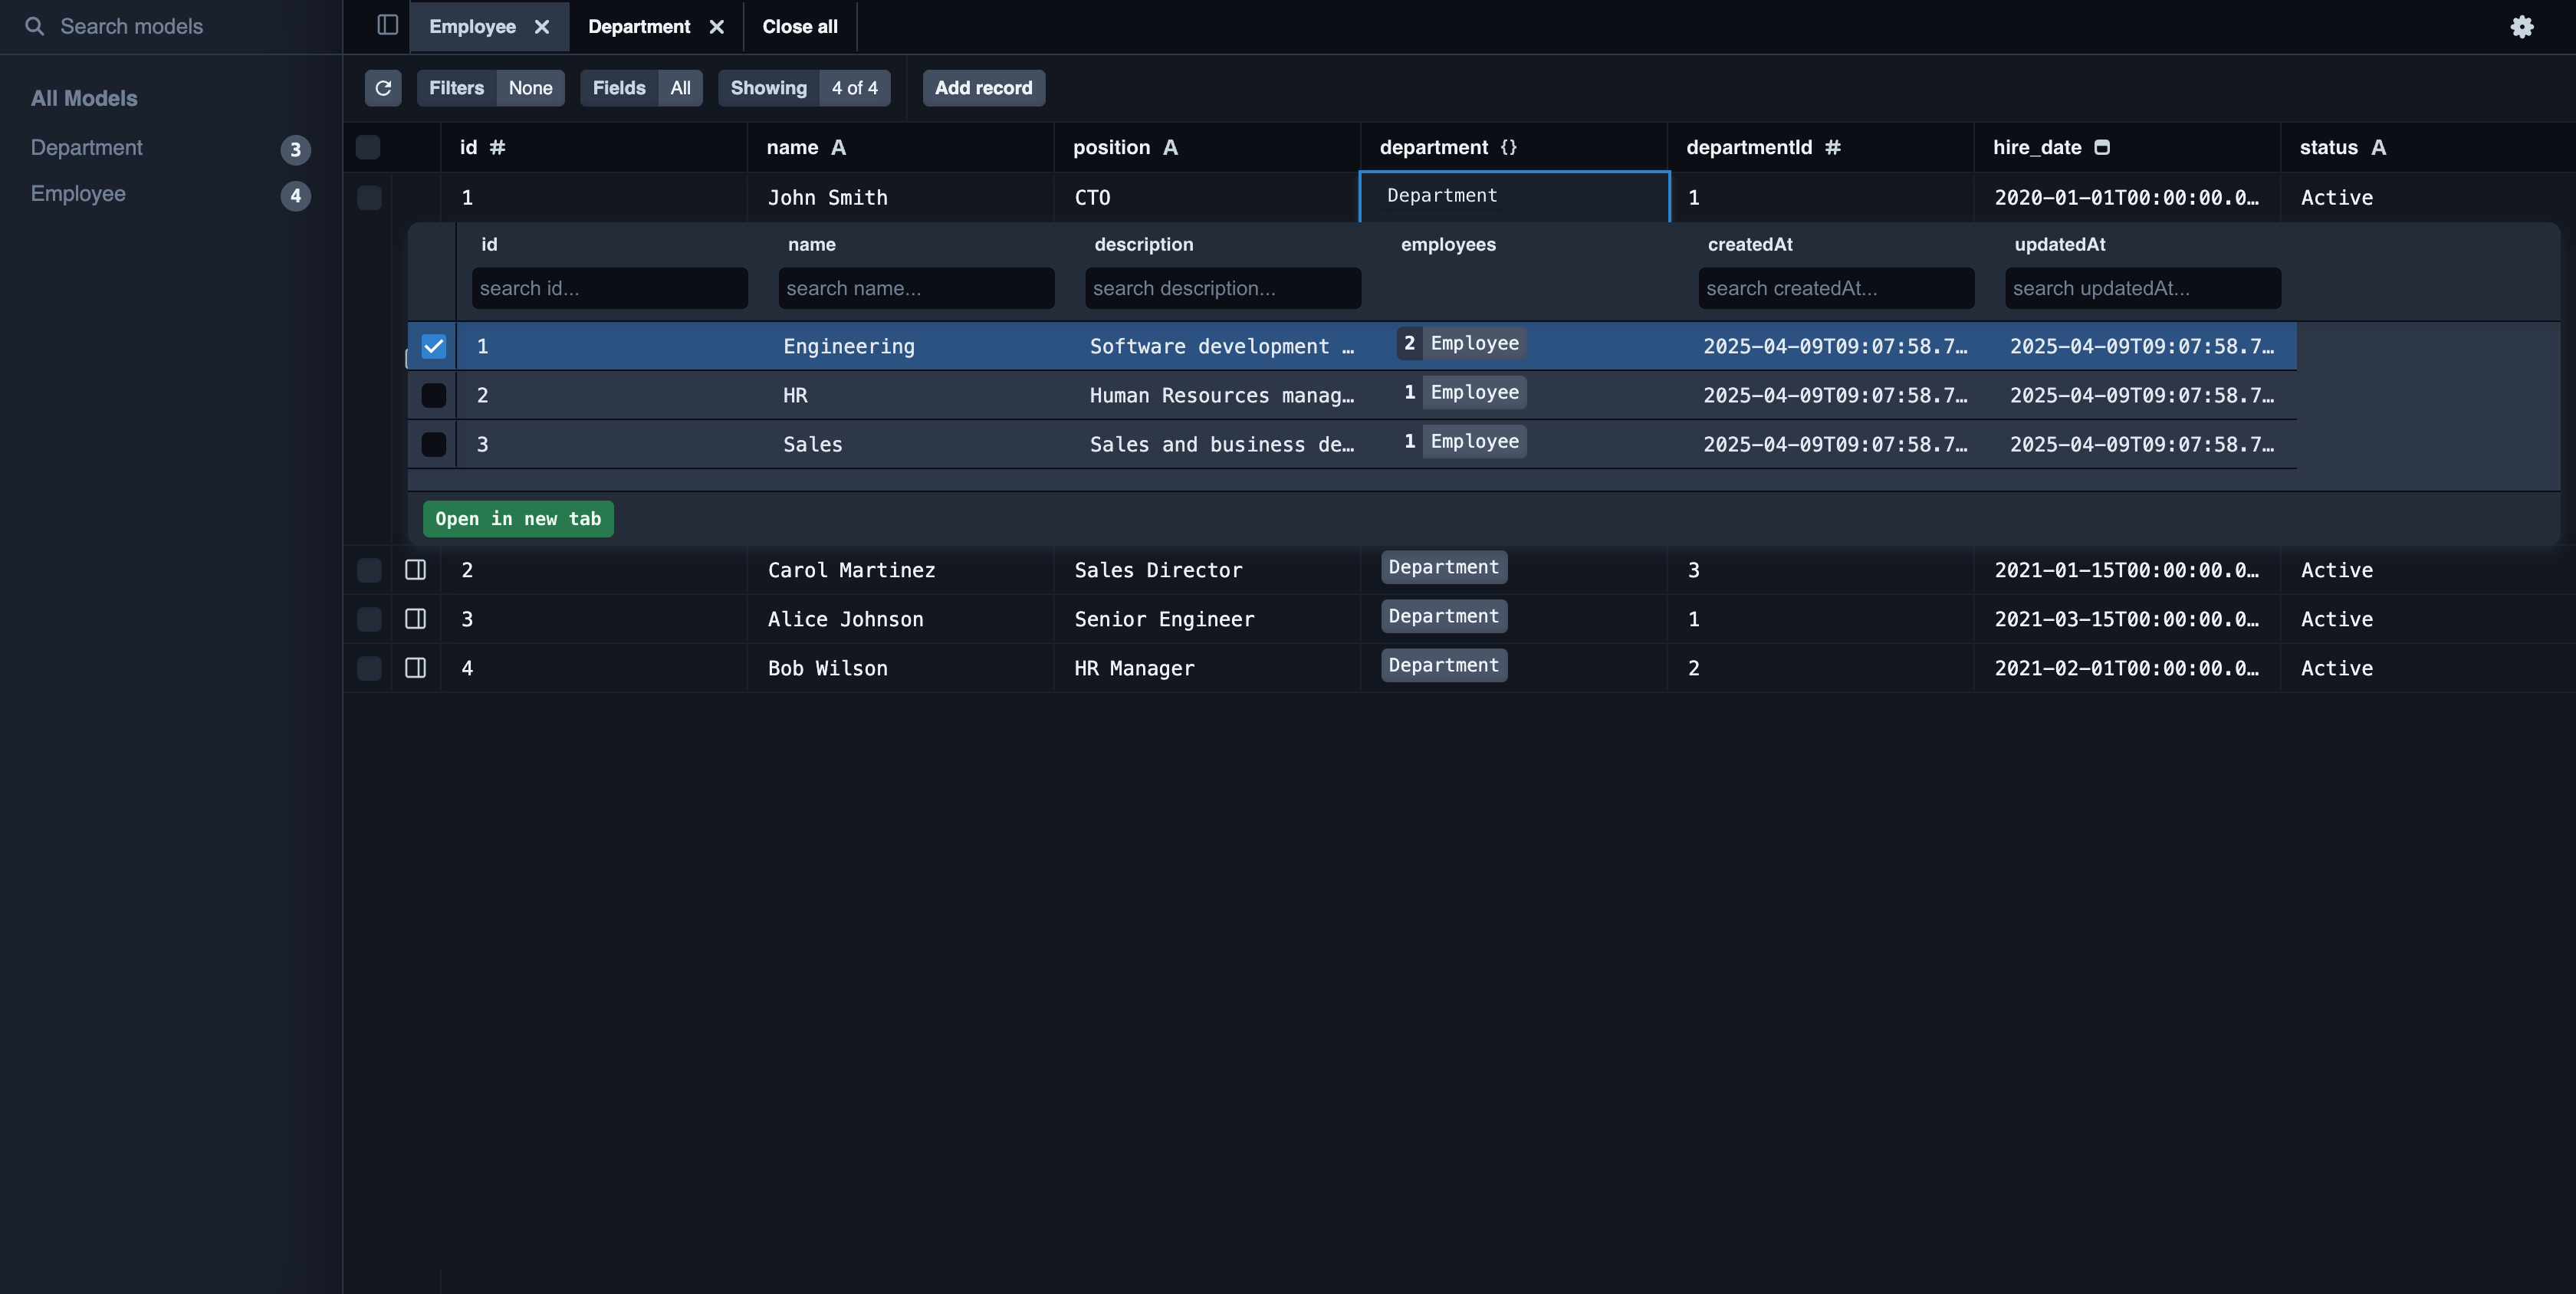 Search models
Employee Department Close all
All Models
Department 3
Employee 4
Filters None Fields All Showing 4 of 4 Add record
id # name A position A department {} departmentId # hire_date status A
1 John Smith CTO Department 1 2020-01-01T00:00:00.0… Active
id name description employees createdAt updatedAt
search id... search name... search description... search createdAt... search updatedAt...
1 Engineering Software development … 2 Employee 2025-04-09T09:07:58.7… 2025-04-09T09:07:58.7…
2 HR Human Resources manag… 1 Employee 2025-04-09T09:07:58.7… 2025-04-09T09:07:58.7…
3 Sales Sales and business de… 1 Employee 2025-04-09T09:07:58.7… 2025-04-09T09:07:58.7…
Open in new tab
2 Carol Martinez Sales Director Department 3 2021-01-15T00:00:00.0… Active
3 Alice Johnson Senior Engineer Department 1 2021-03-15T00:00:00.0… Active
4 Bob Wilson HR Manager Department 2 2021-02-01T00:00:00.0… Active